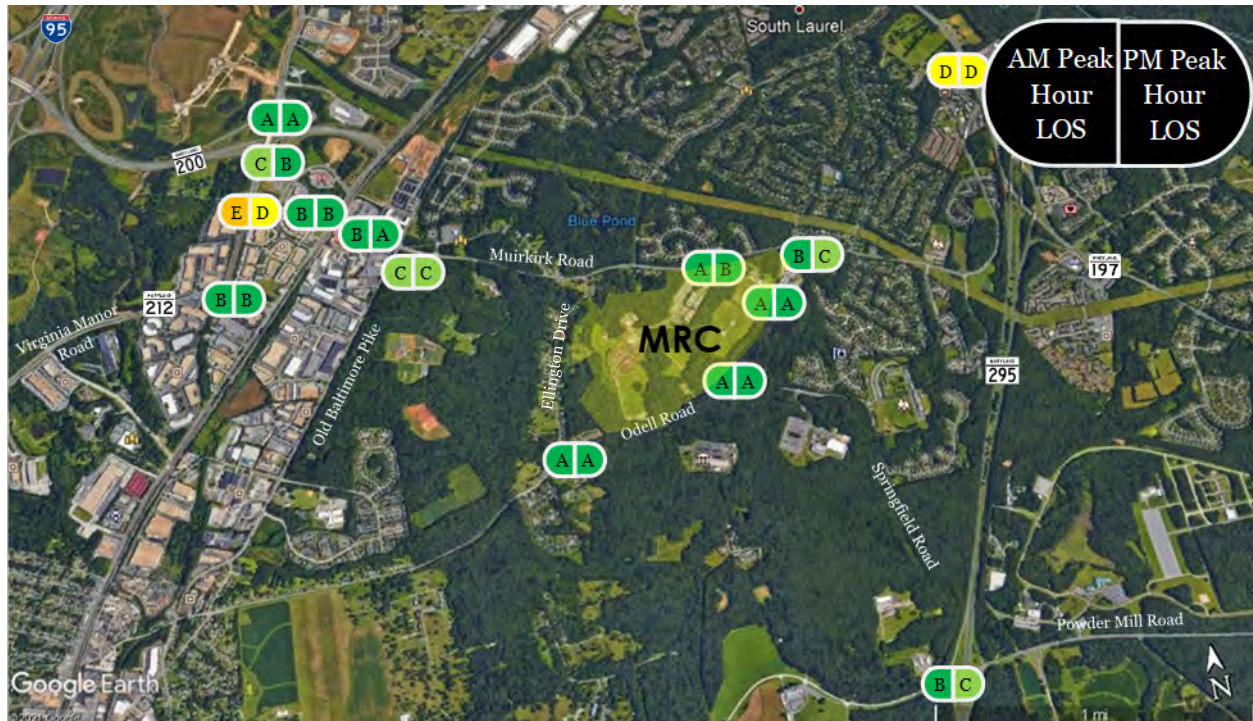 95
South Laurel
AM Peak
Hour
LOS
PM Peak
Hour
LOS
D D
A A
200
C B
E D
B B
B A
Blue Pond
Muirkirk Road
C C
A B
B C
197
MARYLAND
212
B B
A A
Virginia Manor
Road
MRC
MARYLAND
295
Ellington Drive
Old Baltimore Pike
A A
Odell Road
A A
Springfield Road
Powder Mill Road
B C
N
Google Earth
1 mi